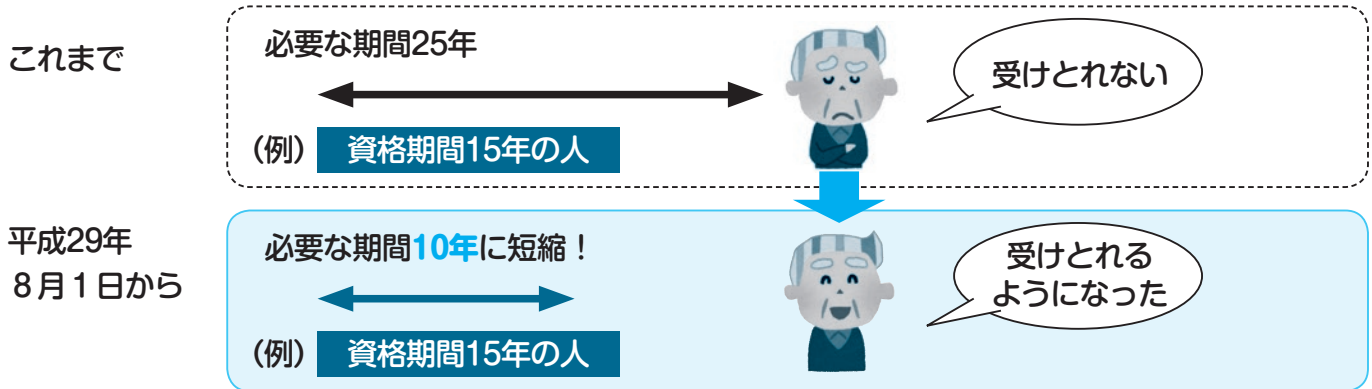 これまで
必要な期間25年
受けとれない
(例) 資格期間15年の人
平成29年
8月1日から
必要な期間10年に短縮！
受けとれる
ようになった
(例) 資格期間15年の人